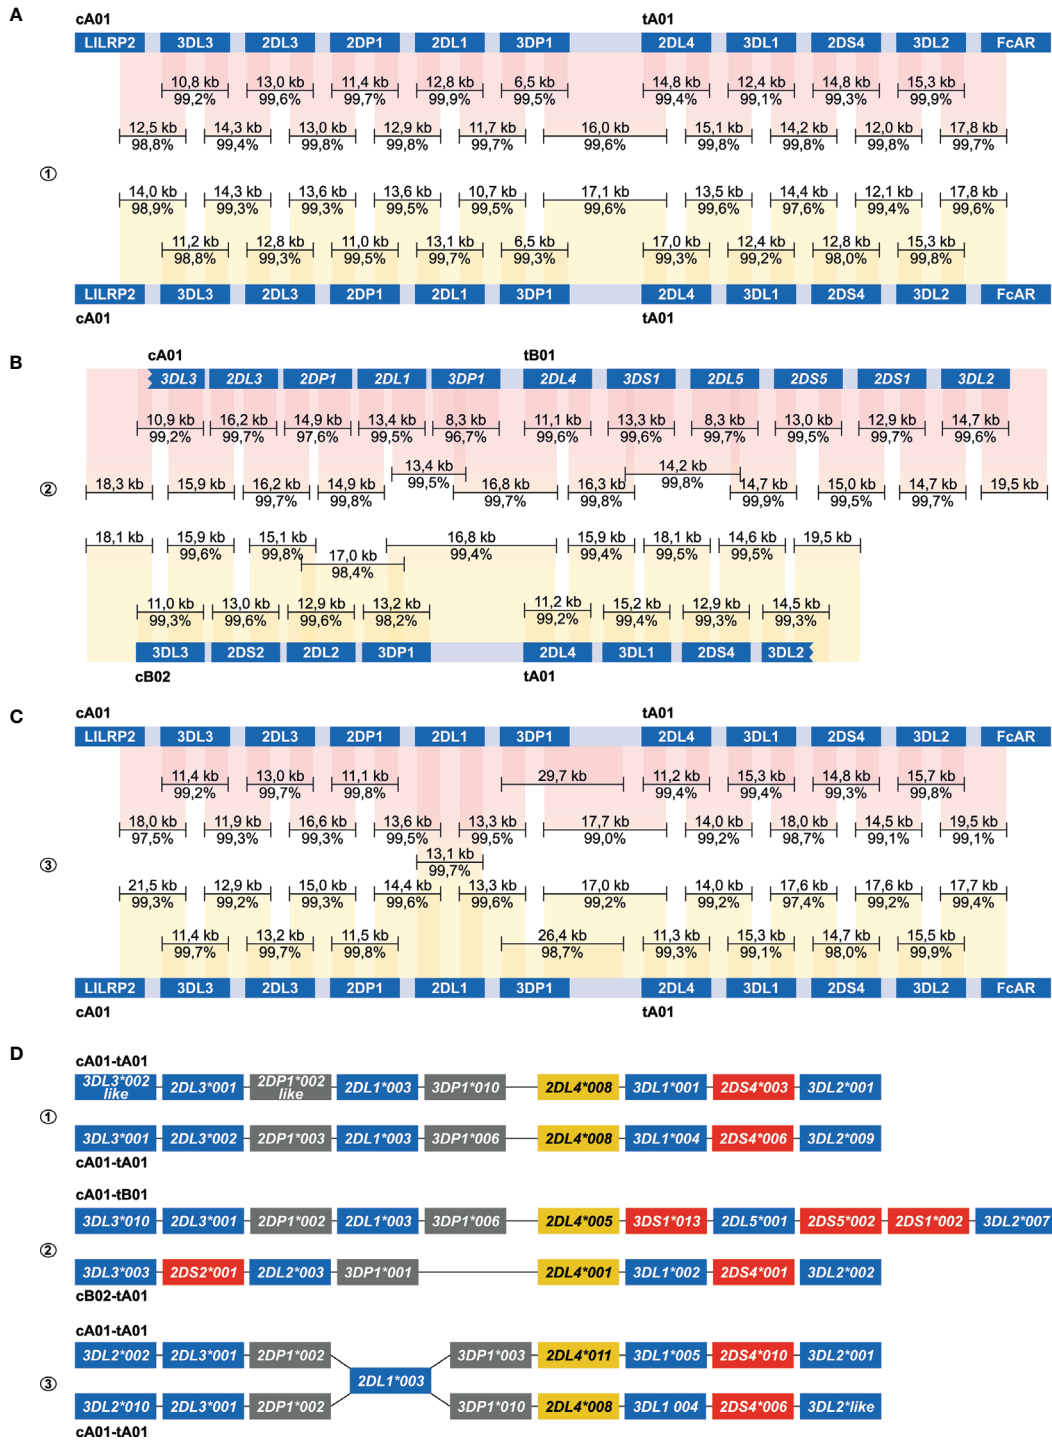 A
cA01 tA01
LILRP2 3DL3 2DL3 2DP1 2DL1 3DP1 2DL4 3DL1 2DS4 3DL2 FcAR
10,8 kb 13,0 kb 11,4 kb 12,8 kb 6,5 kb 14,8 kb 12,4 kb 14,8 kb 15,3 kb
99,2% 99,6% 99,7% 99,9% 99,5% 99,4% 99,1% 99,3% 99,9%
12,5 kb 14,3 kb 13,0 kb 12,9 kb 11,7 kb 16,0 kb 15,1 kb 14,2 kb 12,0 kb 17,8 kb
98,8% 99,4% 99,8% 99,8% 99,7% 99,6% 99,8% 99,8% 99,8% 99,7%
①
14,0 kb 14,3 kb 13,6 kb 13,6 kb 10,7 kb 17,1 kb 13,5 kb 14,4 kb 12,1 kb 17,8 kb
98,9% 99,3% 99,3% 99,5% 99,5% 99,6% 99,6% 97,6% 99,4% 99,6%
11,2 kb 12,8 kb 11,0 kb 13,1 kb 6,5 kb 17,0 kb 12,4 kb 12,8 kb 15,3 kb
98,8% 99,3% 99,5% 99,7% 99,3% 99,3% 99,2% 98,0% 99,8%
LILRP2 3DL3 2DL3 2DP1 2DL1 3DP1 2DL4 3DL1 2DS4 3DL2 FcAR
cA01 tA01
B
cA01 tB01
3DL3 2DL3 2DP1 2DL1 3DP1 2DL4 3DS1 2DL5 2DS5 2DS1 3DL2
10,9 kb 16,2 kb 14,9 kb 13,4 kb 8,3 kb 11,1 kb 13,3 kb 8,3 kb 13,0 kb 12,9 kb 14,7 kb
99,2% 99,7% 97,6% 99,5% 96,7% 99,6% 99,6% 99,7% 99,5% 99,7% 99,6%
13,4 kb 14,2 kb
99,5% 99,8%
②
18,3 kb 15,9 kb 16,2 kb 14,9 kb 16,8 kb 16,3 kb 14,7 kb 15,0 kb 14,7 kb 19,5 kb
99,7% 99,8% 99,7% 99,8% 99,9% 99,5% 99,7%
18,1 kb 15,9 kb 15,1 kb 16,8 kb 15,9 kb 18,1 kb 14,6 kb 19,5 kb
99,6% 99,8% 99,4% 99,4% 99,5% 99,5%
17,0 kb
98,4%
11,0 kb 13,0 kb 12,9 kb 13,2 kb 11,2 kb 15,2 kb 12,9 kb 14,5 kb
99,3% 99,6% 99,6% 98,2% 99,2% 99,4% 99,3% 99,3%
3DL3 2DS2 2DL2 3DP1 2DL4 3DL1 2DS4 3DL2
cB02 tA01
C
cA01 tA01
LILRP2 3DL3 2DL3 2DP1 2DL1 3DP1 2DL4 3DL1 2DS4 3DL2 FcAR
11,4 kb 13,0 kb 11,1 kb 29,7 kb 11,2 kb 15,3 kb 14,8 kb 15,7 kb
99,2% 99,7% 99,8% 99,4% 99,4% 99,3% 99,8%
18,0 kb 11,9 kb 16,6 kb 13,6 kb 13,3 kb 17,7 kb 14,0 kb 18,0 kb 14,5 kb 19,5 kb
97,5% 99,3% 99,3% 99,5% 99,5% 99,0% 99,2% 98,7% 99,1% 99,1%
③
13,1 kb
99,7%
21,5 kb 12,9 kb 15,0 kb 14,4 kb 13,3 kb 17,0 kb 14,0 kb 17,6 kb 17,6 kb 17,7 kb
99,3% 99,2% 99,3% 99,6% 99,6% 99,2% 99,2% 97,4% 99,2% 99,4%
11,4 kb 13,2 kb 11,5 kb 26,4 kb 11,3 kb 15,3 kb 14,7 kb 15,5 kb
99,7% 99,7% 99,8% 98,7% 99,3% 99,1% 98,0% 99,9%
LILRP2 3DL3 2DL3 2DP1 2DL1 3DP1 2DL4 3DL1 2DS4 3DL2 FcAR
cA01 tA01
D
cA01-tA01
3DL3*002 like 2DL3*001 2DP1*002 like 2DL1*003 3DP1*010 2DL4*008 3DL1*001 2DS4*003 3DL2*001
①
3DL3*001 2DL3*002 2DP1*003 2DL1*003 3DP1*006 2DL4*008 3DL1*004 2DS4*006 3DL2*009
cA01-tA01
cA01-tB01
3DL3*010 2DL3*001 2DP1*002 2DL1*003 3DP1*006 2DL4*005 3DS1*013 2DL5*001 2DS5*002 2DS1*002 3DL2*007
②
3DL3*003 2DS2*001 2DL2*003 3DP1*001 2DL4*001 3DL1*002 2DS4*001 3DL2*002
cB02-tA01
cA01-tA01
3DL2*002 2DL3*001 2DP1*002 3DP1*003 2DL4*011 3DL1*005 2DS4*010 3DL2*001
③
2DL1*003
3DL2*010 2DL3*001 2DP1*002 3DP1*010 2DL4*008 3DL1 004 2DS4*006 3DL2*like
cA01-tA01